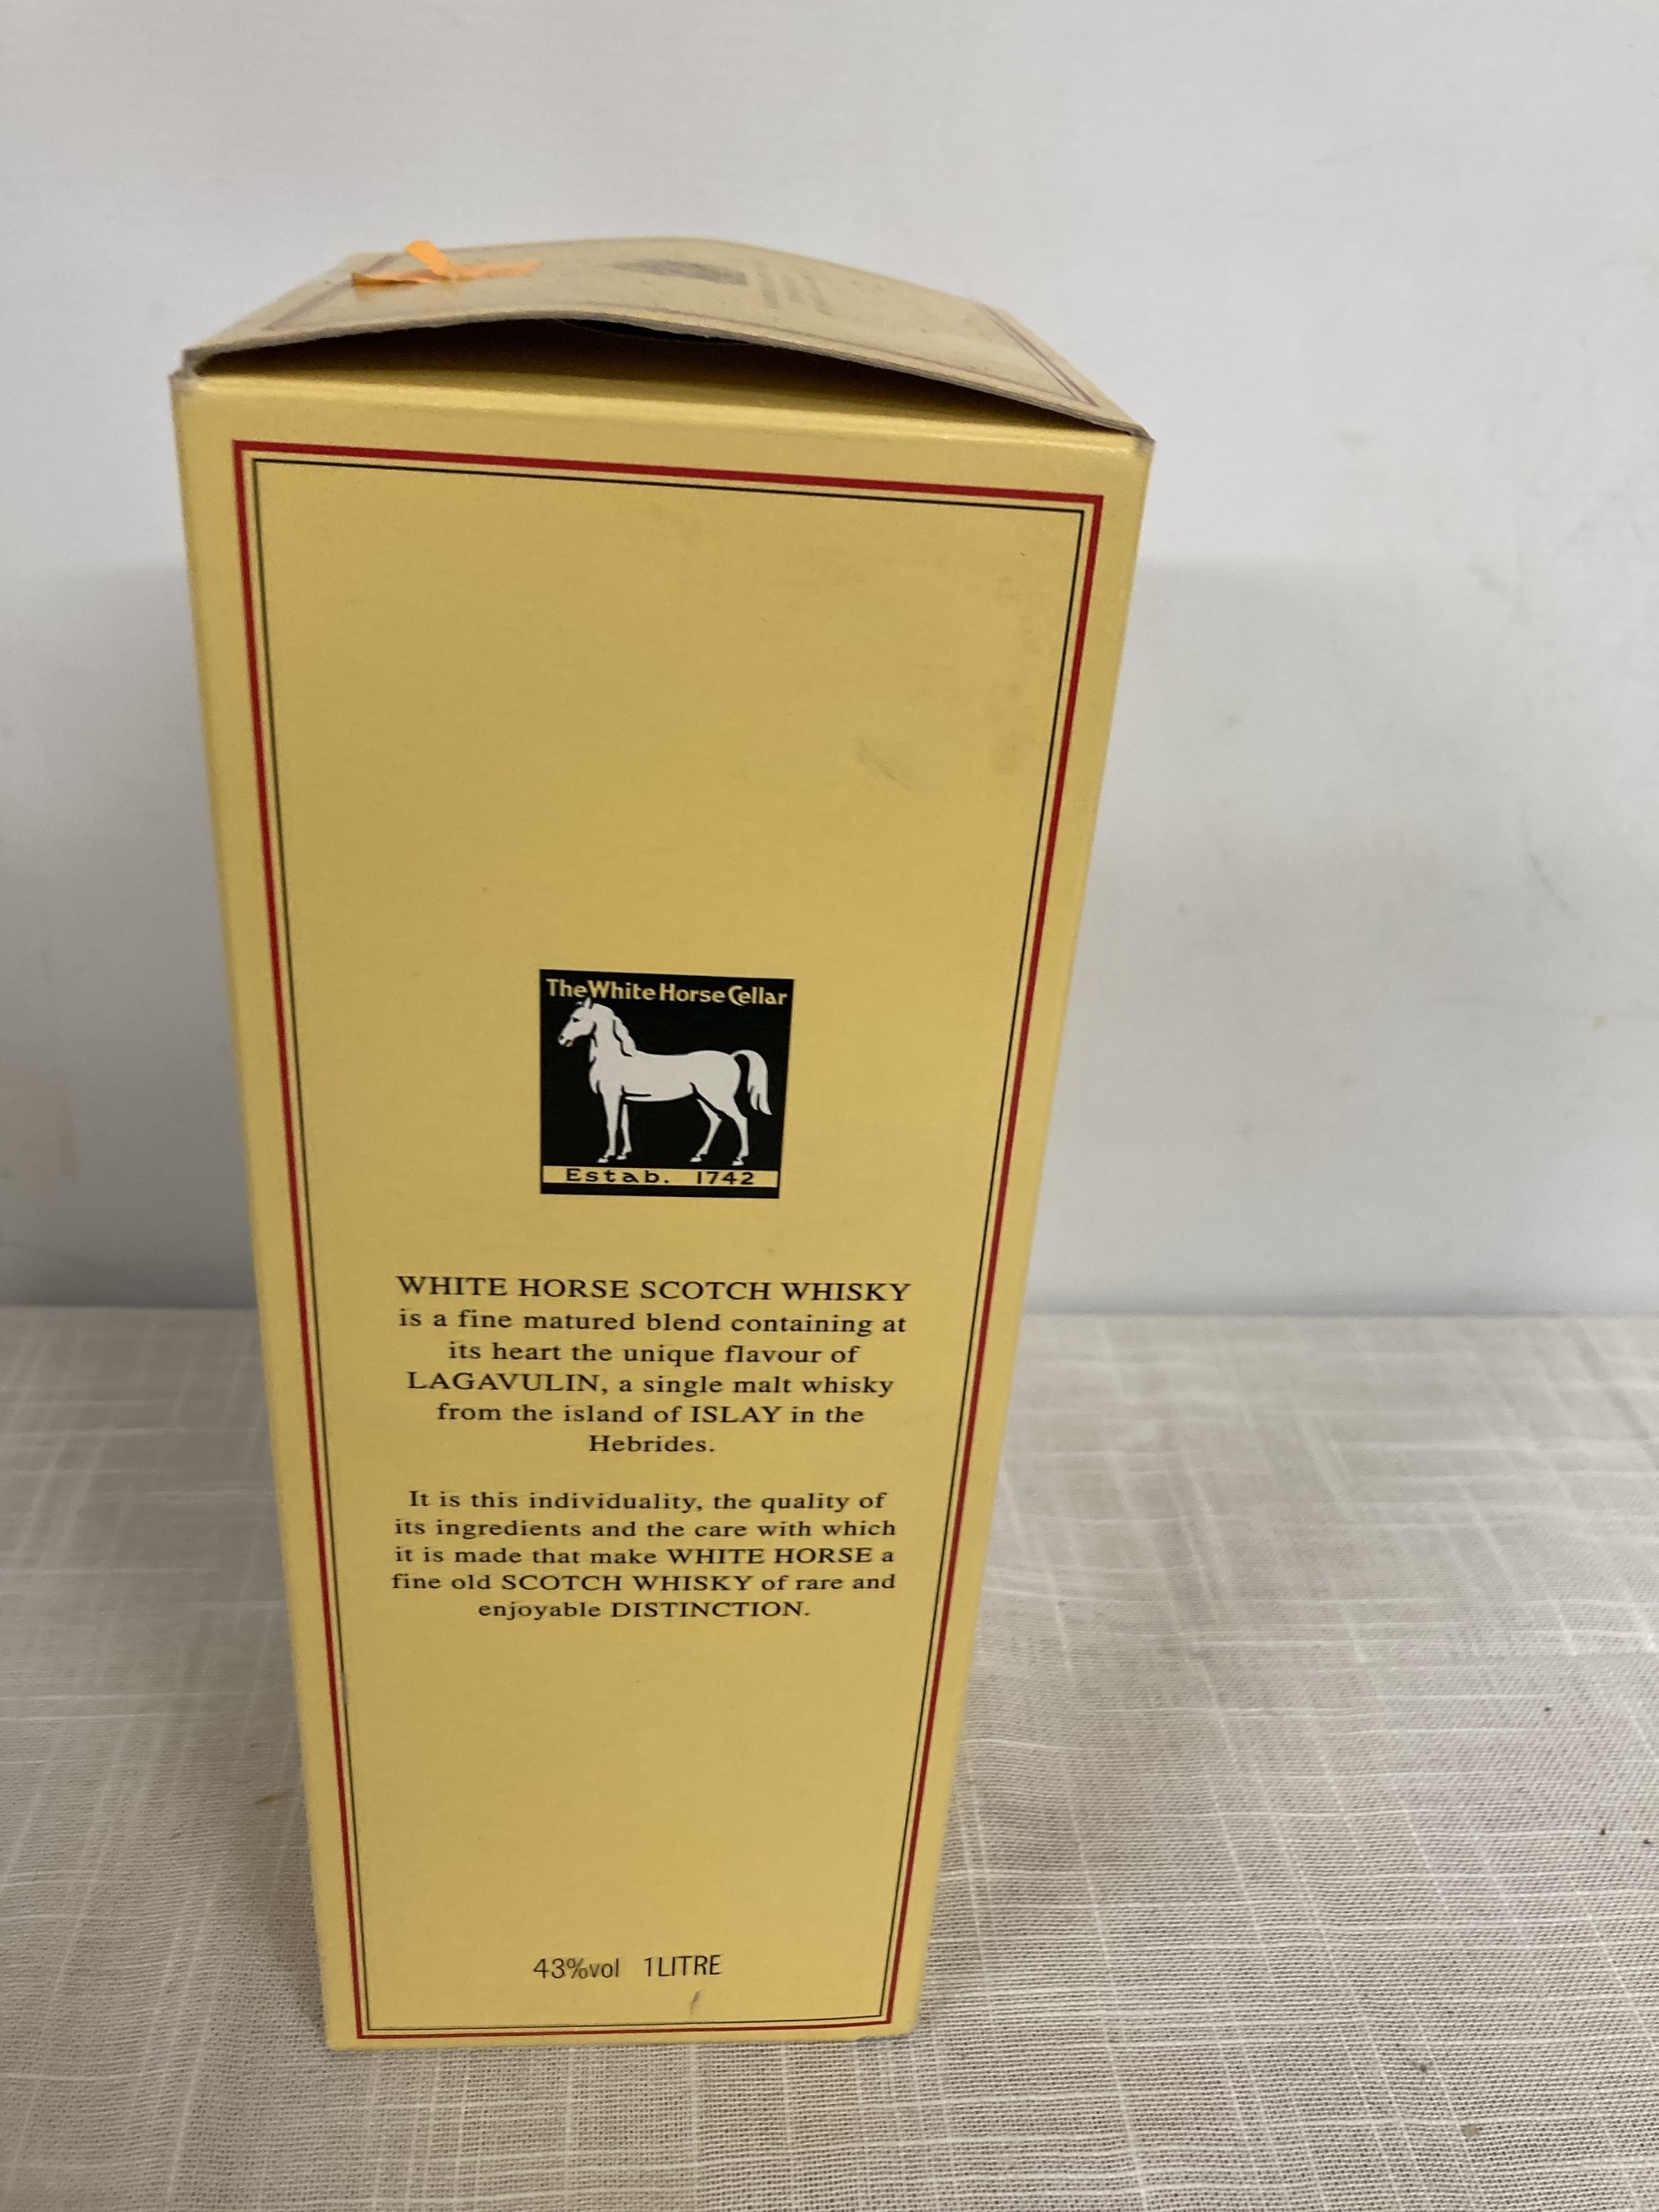 The White Horse Cellar
Estab. 1742
WHITE HORSE SCOTCH WHISKY
is a fine matured blend containing at
its heart the unique flavour of
LAGAVULIN, a single malt whisky
from the island of ISLAY in the
Hebrides.
It is this individuality, the quality of
its ingredients and the care with which
it is made that make WHITE HORSE a
fine old SCOTCH WHISKY of rare and
enjoyable DISTINCTION.
43%vol 1 LITRE